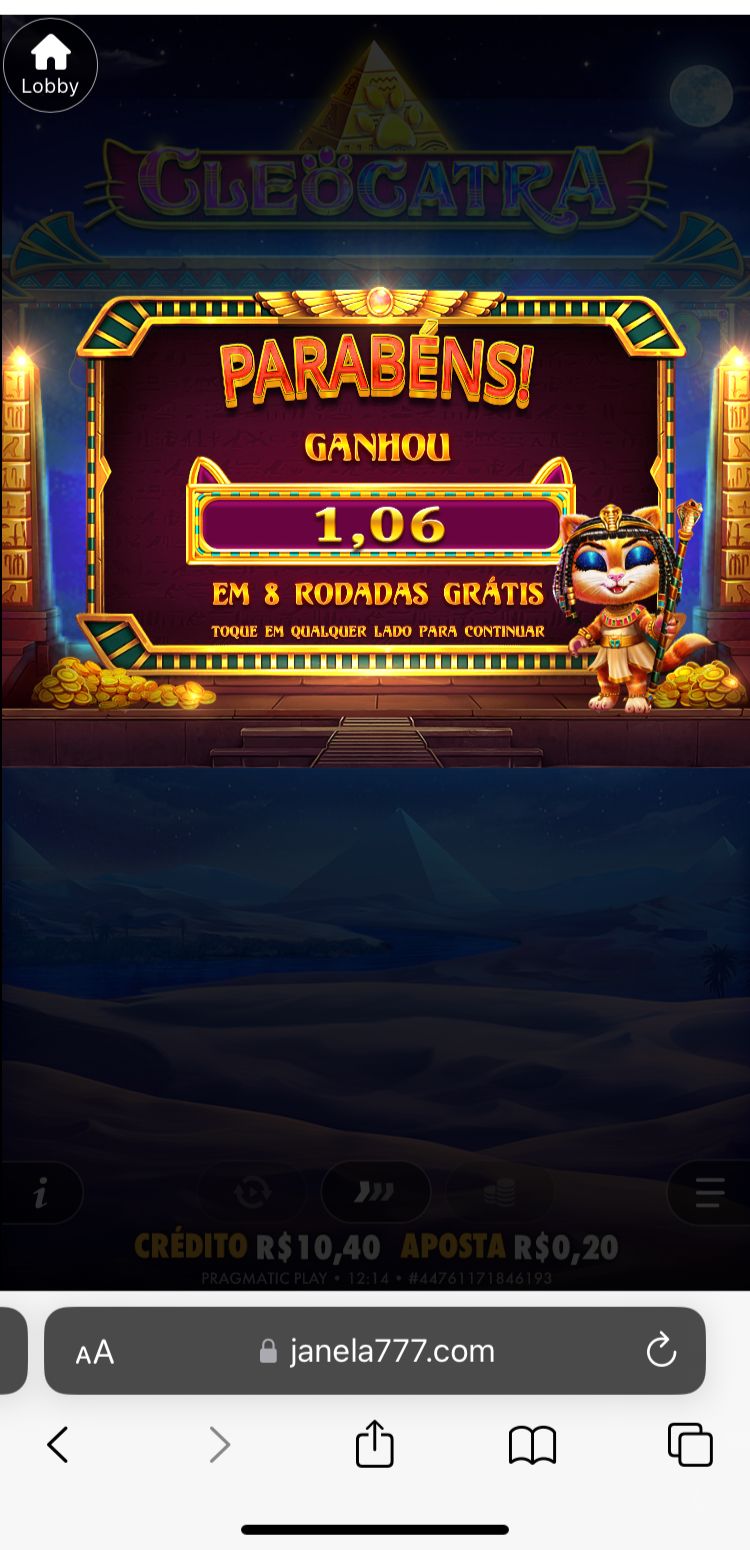 Lobby
CLEOCATRA
PARABÉNS!
GANHOU
1,06
EM 8 RODADAS GRÁTIS
TOQUE EM QUALQUER LADO PARA CONTINUAR
CRÉDITO R$10,40 APOSTA R$0,20
PRAGMATIC PLAY • 12:14 • #44761171846193
AA janela777.com